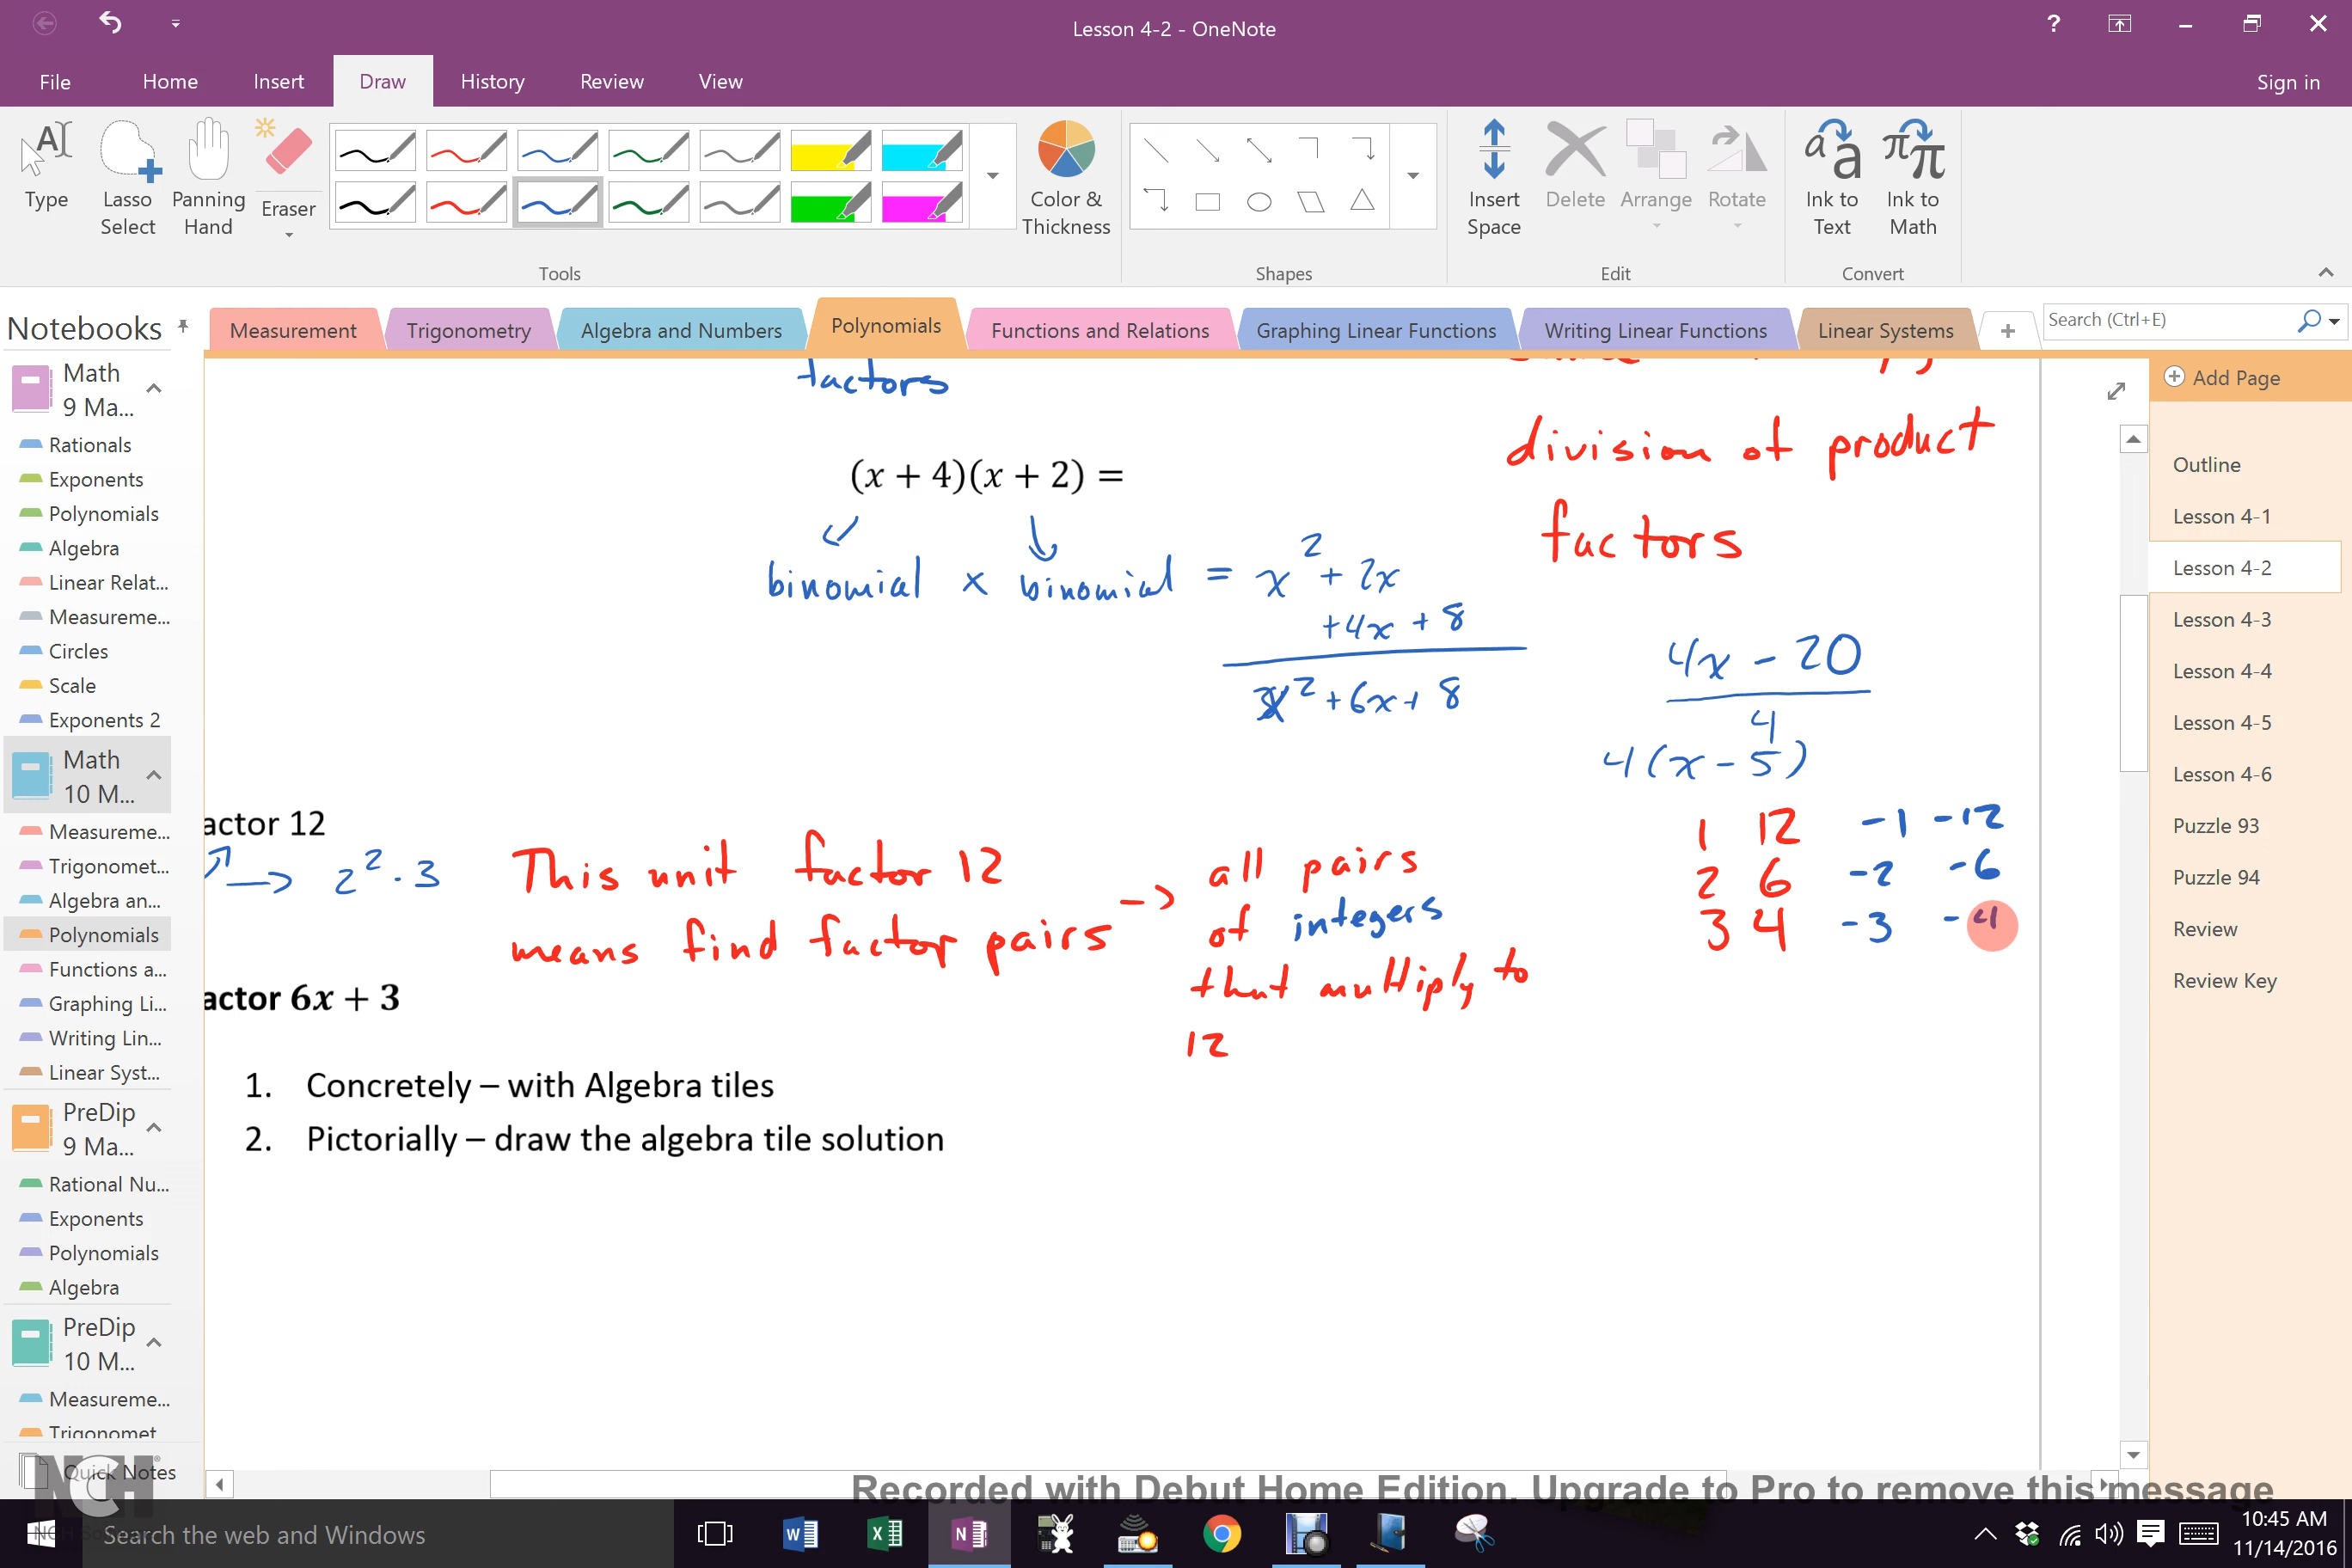 Lesson 4-2 - OneNote
File Home Insert Draw History Review View Sign in
Type
Lasso Select
Panning Hand
Eraser
Color & Thickness
Insert Space
Delete
Arrange
Rotate
Ink to Text
Ink to Math
Tools Shapes Edit Convert
Notebooks
Measurement Trigonometry Algebra and Numbers Polynomials Functions and Relations Graphing Linear Functions Writing Linear Functions Linear Systems
Search (Ctrl+E)
Math 9 Ma...
Rationals
Exponents
Polynomials
Algebra
Linear Relat...
Measureme...
Circles
Scale
Exponents 2
Math 10 M...
Measureme...
Trigonomet...
Algebra an...
Polynomials
Functions a...
Graphing Li...
Writing Lin...
Linear Syst...
PreDip 9 Ma...
Rational Nu...
Exponents
Polynomials
Algebra
PreDip 10 M...
Measureme...
Trigonomet
Quick Notes
factors
division of product
factors
(x + 4)(x + 2) =
binomial x binomial = x² + 2x
+4x + 8
x² + 6x + 8
4x - 20
4
4(x - 5)
actor 12
→ 2² · 3
This unit factor 12
means find factor pairs
-> all pairs
of integers
that multiply to
12
1 12 -1 -12
2 6 -2 -6
3 4 -3 -4
actor 6x + 3
1. Concretely – with Algebra tiles
2. Pictorially – draw the algebra tile solution
Add Page
Outline
Lesson 4-1
Lesson 4-2
Lesson 4-3
Lesson 4-4
Lesson 4-5
Lesson 4-6
Puzzle 93
Puzzle 94
Review
Review Key
Recorded with Debut Home Edition. Upgrade to Pro to remove this message
NCH
Search the web and Windows
10:45 AM
11/14/2016